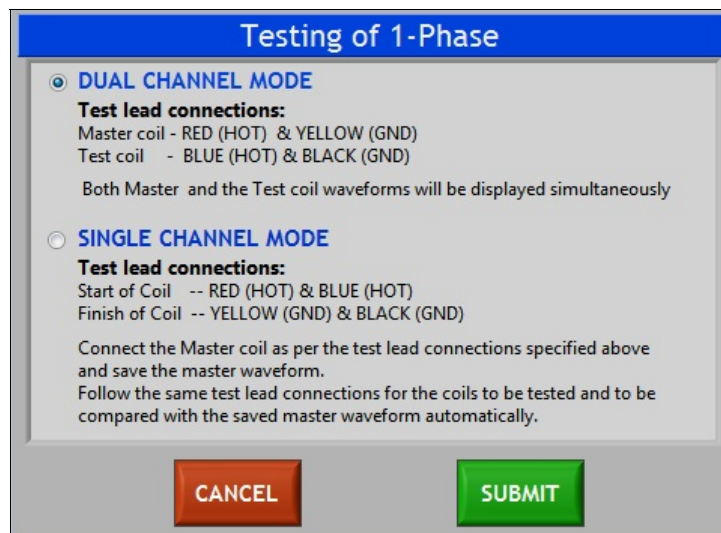 Testing of 1-Phase
DUAL CHANNEL MODE
Test lead connections:
Master coil - RED (HOT) & YELLOW (GND)
Test coil - BLUE (HOT) & BLACK (GND)
Both Master and the Test coil waveforms will be displayed simultaneously
SINGLE CHANNEL MODE
Test lead connections:
Start of Coil -- RED (HOT) & BLUE (HOT)
Finish of Coil -- YELLOW (GND) & BLACK (GND)
Connect the Master coil as per the test lead connections specified above
and save the master waveform.
Follow the same test lead connections for the coils to be tested and to be
compared with the saved master waveform automatically.
CANCEL
SUBMIT